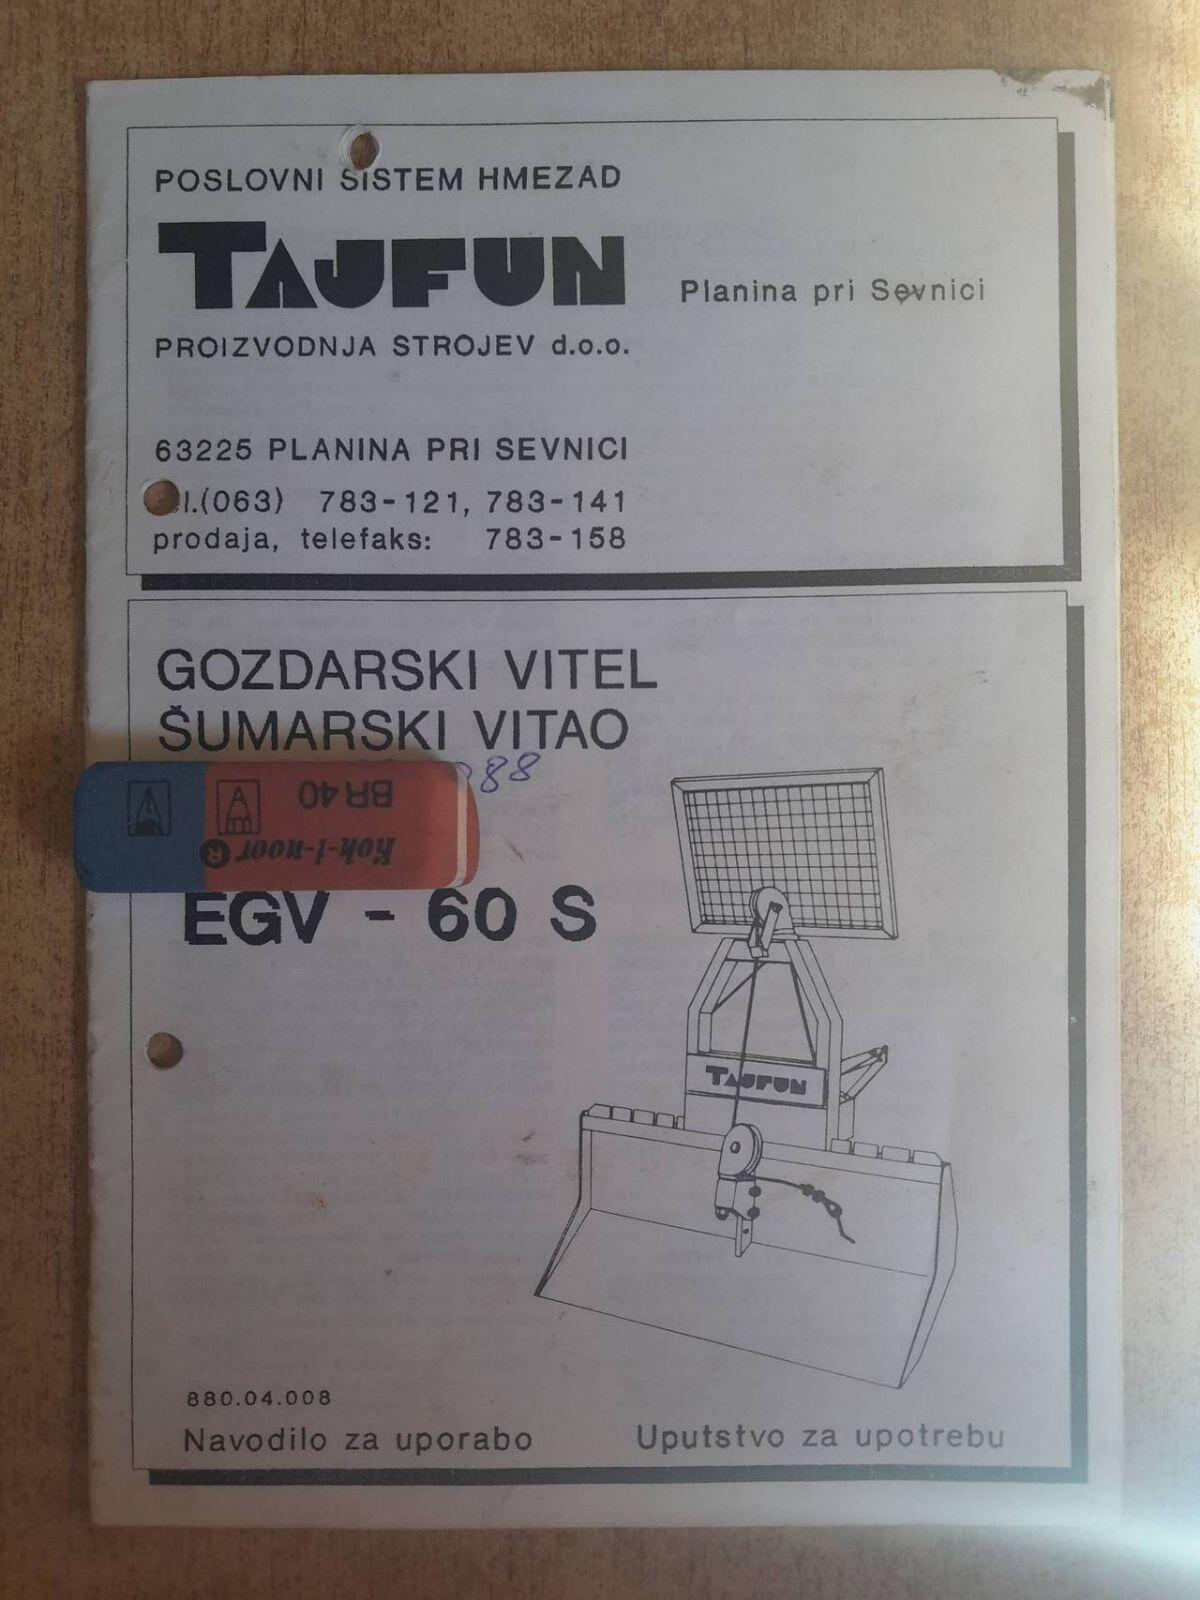 POSLOVNI SISTEM HMEZAD
TAJFUN
Planina pri Sevnici
PROIZVODNJA STROJEV d.o.o.
63225 PLANINA PRI SEVNICI
l.(063) 783-121, 783-141
prodaja, telefaks: 783-158
GOZDARSKI VITEL
ŠUMARSKI VITAO
88
BR 40
Koh-i-noor®
EGV - 60 S
TAJFUN
880.04.008
Navodilo za uporabo
Uputstvo za upotrebu